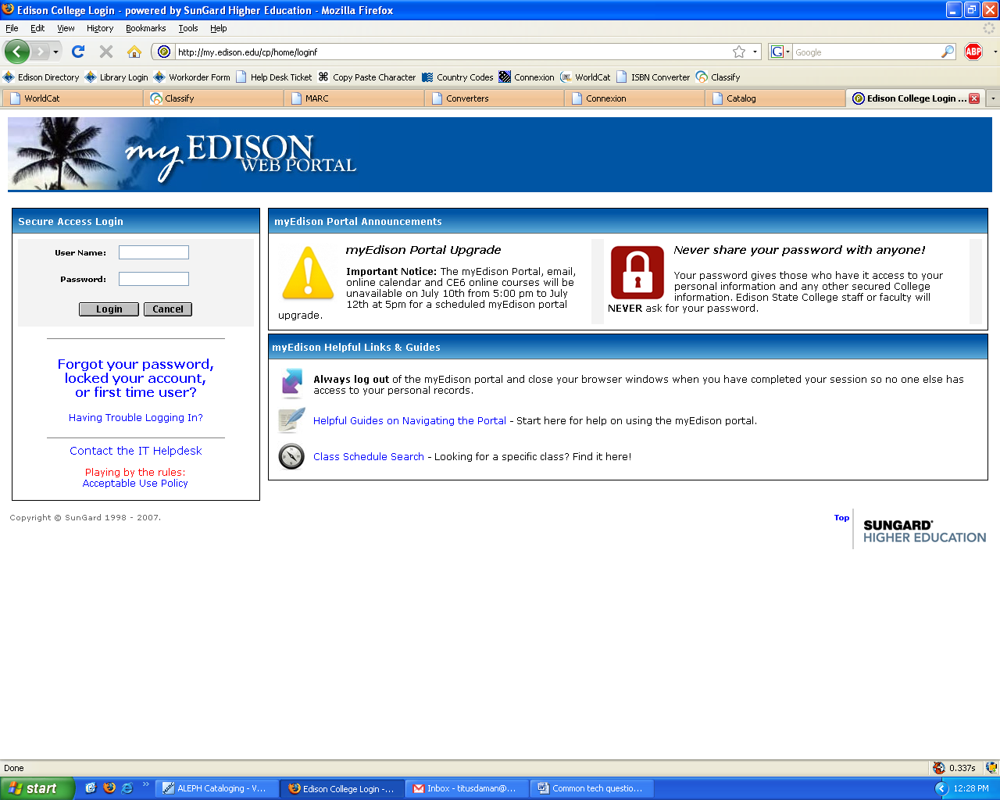 Edison College Login - powered by SunGard Higher Education - Mozilla Firefox
File Edit View History Bookmarks Tools Help
http://my.edison.edu/cp/home/loginf
Google
ABP
Edison Directory Library Login Workorder Form Help Desk Ticket Copy Paste Character Country Codes Connexion WorldCat ISBN Converter Classify
WorldCat Classify MARC Converters Connexion Catalog Edison College Login ...
my EDISON
WEB PORTAL
Secure Access Login
User Name:
Password:
Login Cancel
Forgot your password,
locked your account,
or first time user?
Having Trouble Logging In?
Contact the IT Helpdesk
Playing by the rules:
Acceptable Use Policy
myEdison Portal Announcements
myEdison Portal Upgrade
Important Notice: The myEdison Portal, email,
online calendar and CE6 online courses will be
unavailable on July 10th from 5:00 pm to July
12th at 5pm for a scheduled myEdison portal
upgrade.
Never share your password with anyone!
Your password gives those who have it access to your
personal information and any other secured College
information. Edison State College staff or faculty will
NEVER ask for your password.
myEdison Helpful Links & Guides
Always log out of the myEdison portal and close your browser windows when you have completed your session so no one else has
access to your personal records.
Helpful Guides on Navigating the Portal - Start here for help on using the myEdison portal.
Class Schedule Search - Looking for a specific class? Find it here!
Copyright © SunGard 1998 - 2007.
Top
SUNGARD®
HIGHER EDUCATION
Done
0.337s
start
ALEPH Cataloging - V...
Edison College Login -...
Inbox - titusdaman@...
Common tech questio...
12:28 PM